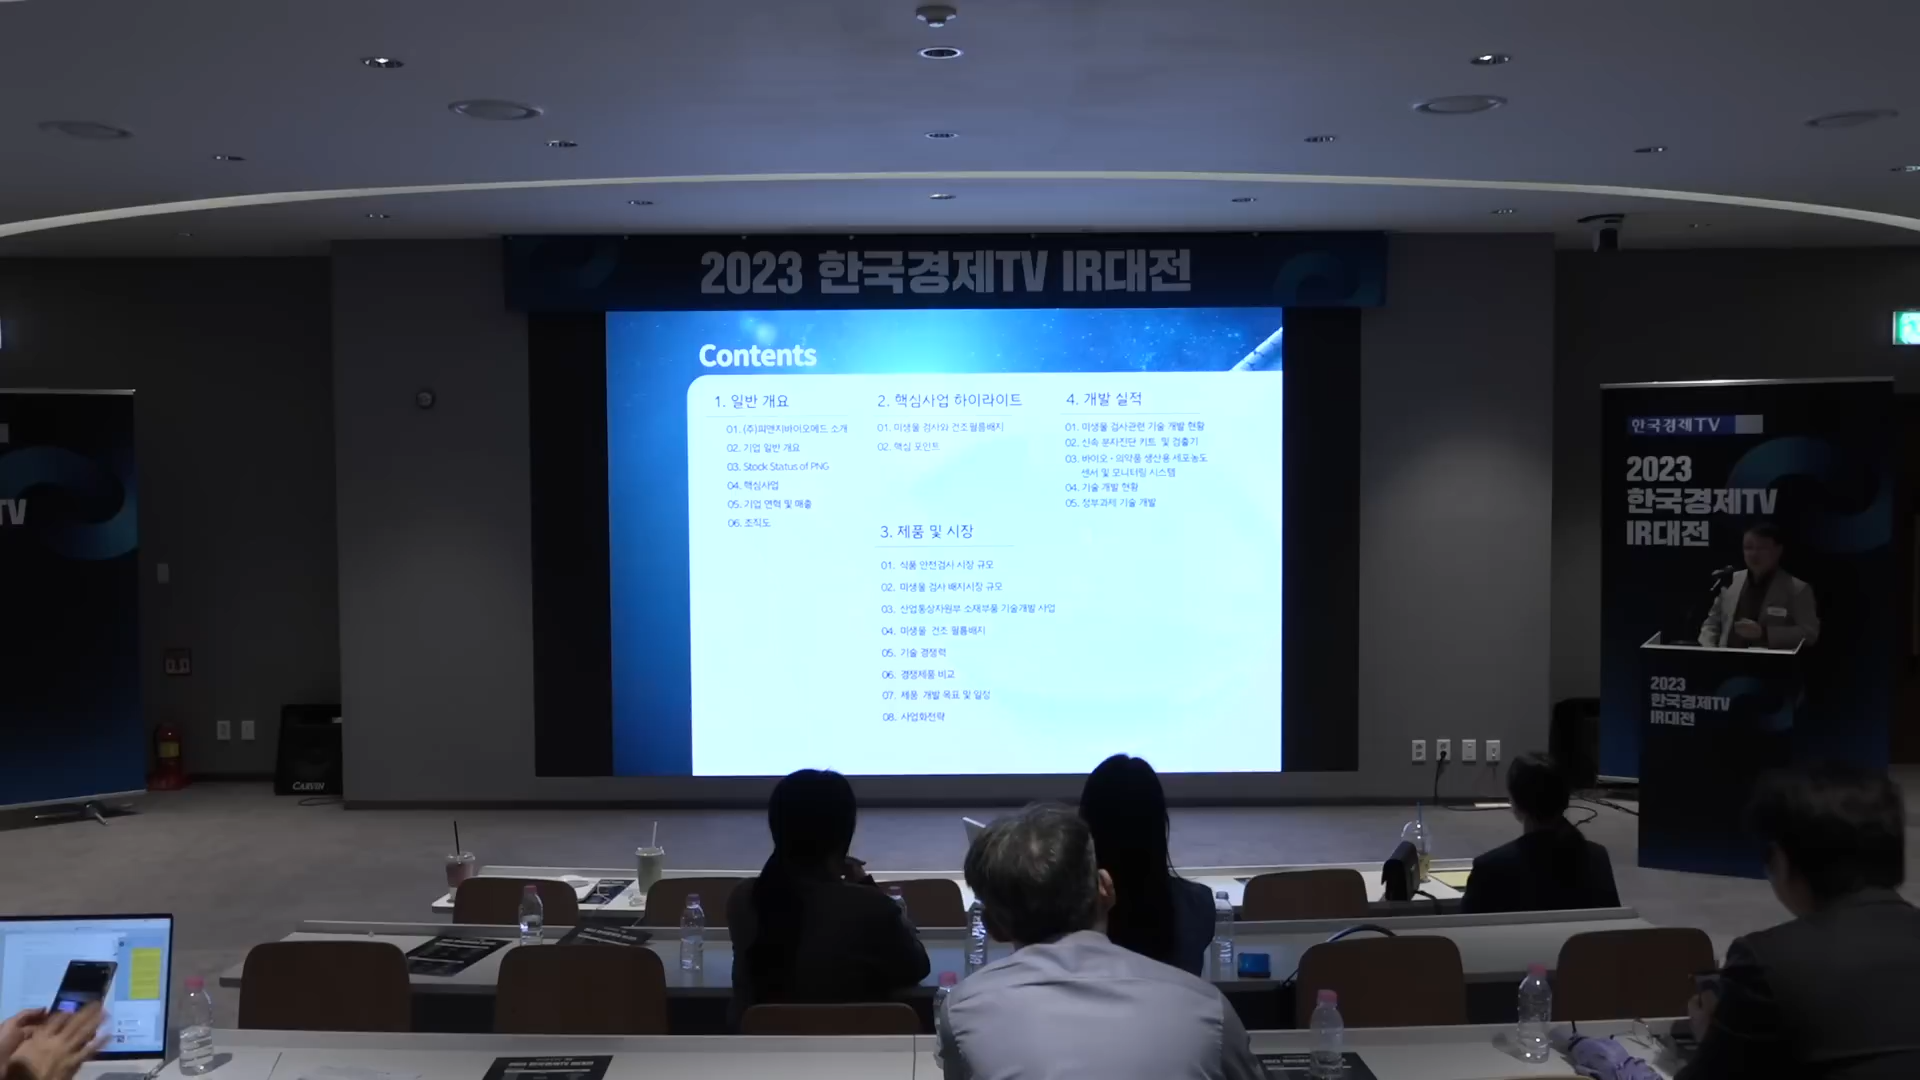 2023 한국경제TV IR대전
Contents
1. 일반 개요
01. (주)피앤지바이오메드 소개
02. 기업 일반 개요
03. Stock Status of PNG
04. 핵심사업
05. 기업 연혁 및 매출
06. 조직도
2. 핵심사업 하이라이트
01. 미생물 검사와 건조필름배지
02. 핵심 포인트
3. 제품 및 시장
01. 식품 안전검사 시장 규모
02. 미생물 검사 배지시장 규모
03. 산업통상자원부 소재부품 기술개발 사업
04. 미생물 건조 필름배지
05. 기술 경쟁력
06. 경쟁제품 비교
07. 제품 개발 목표 및 일정
08. 사업화전략
4. 개발 실적
01. 미생물 검사관련 기술 개발 현황
02. 신속 분자진단 키트 및 검출기
03. 바이오·의약품 생산용 세포농도
센서 및 모니터링 시스템
04. 기술 개발 현황
05. 정부과제 기술 개발
한국경제TV
2023
한국경제TV
IR대전
2023
한국경제TV
IR대전
TV
CARVIN